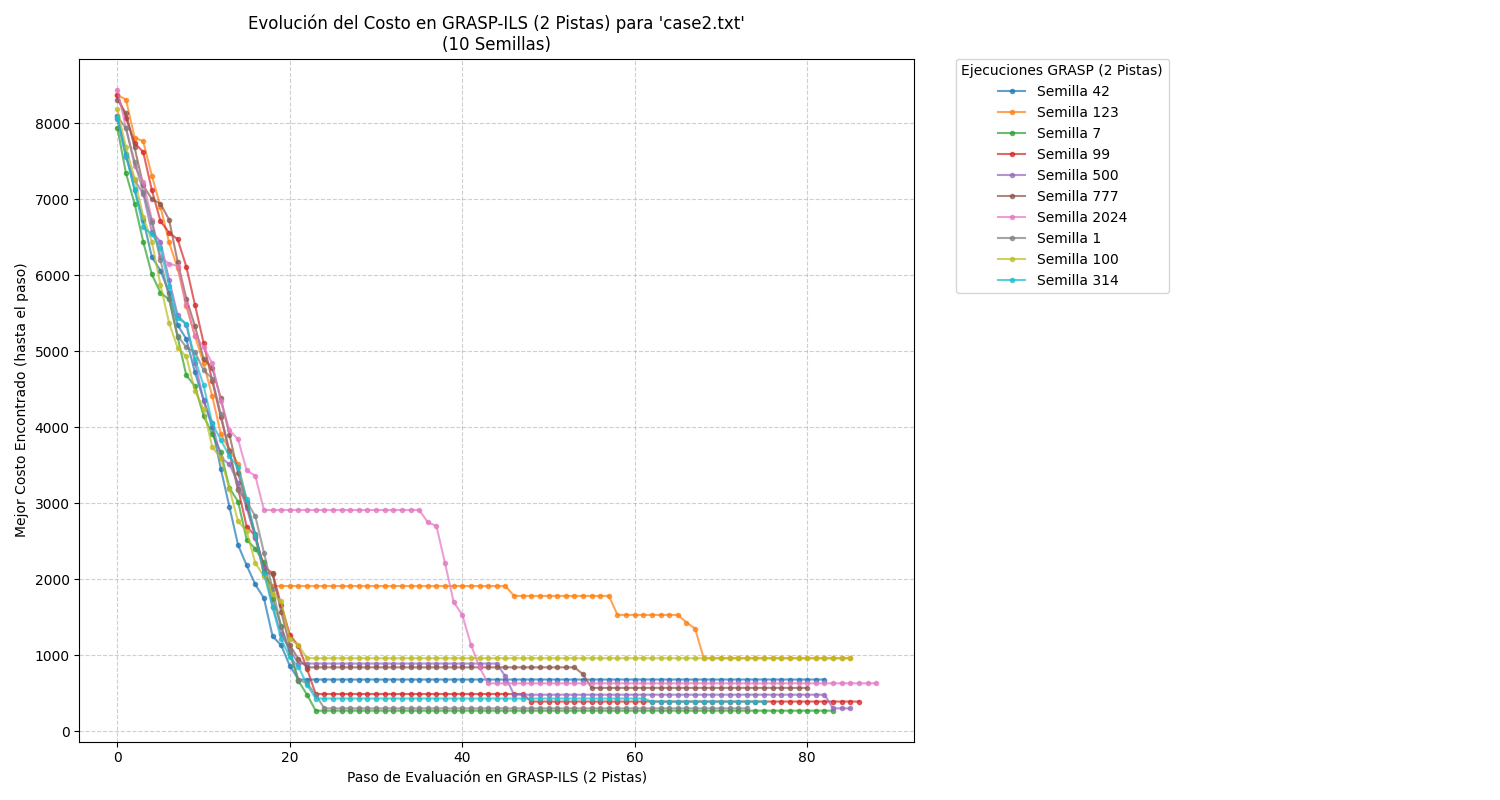 Evolución del Costo en GRASP-ILS (2 Pistas) para 'case2.txt'
(10 Semillas)
Mejor Costo Encontrado (hasta el paso)
8000
7000
6000
5000
4000
3000
2000
1000
0
0
20
40
60
80
Paso de Evaluación en GRASP-ILS (2 Pistas)
Ejecuciones GRASP (2 Pistas)
Semilla 42
Semilla 123
Semilla 7
Semilla 99
Semilla 500
Semilla 777
Semilla 2024
Semilla 1
Semilla 100
Semilla 314